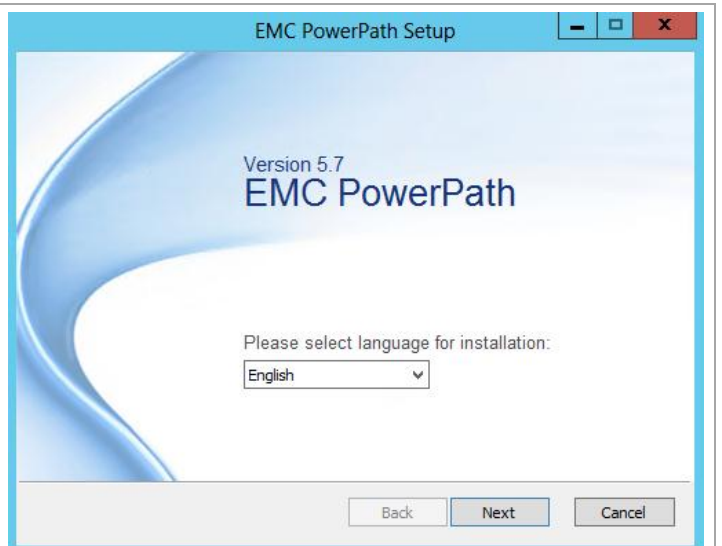 EMC PowerPath Setup
Version 5.7
EMC PowerPath
Please select language for installation:
English
Back Next Cancel